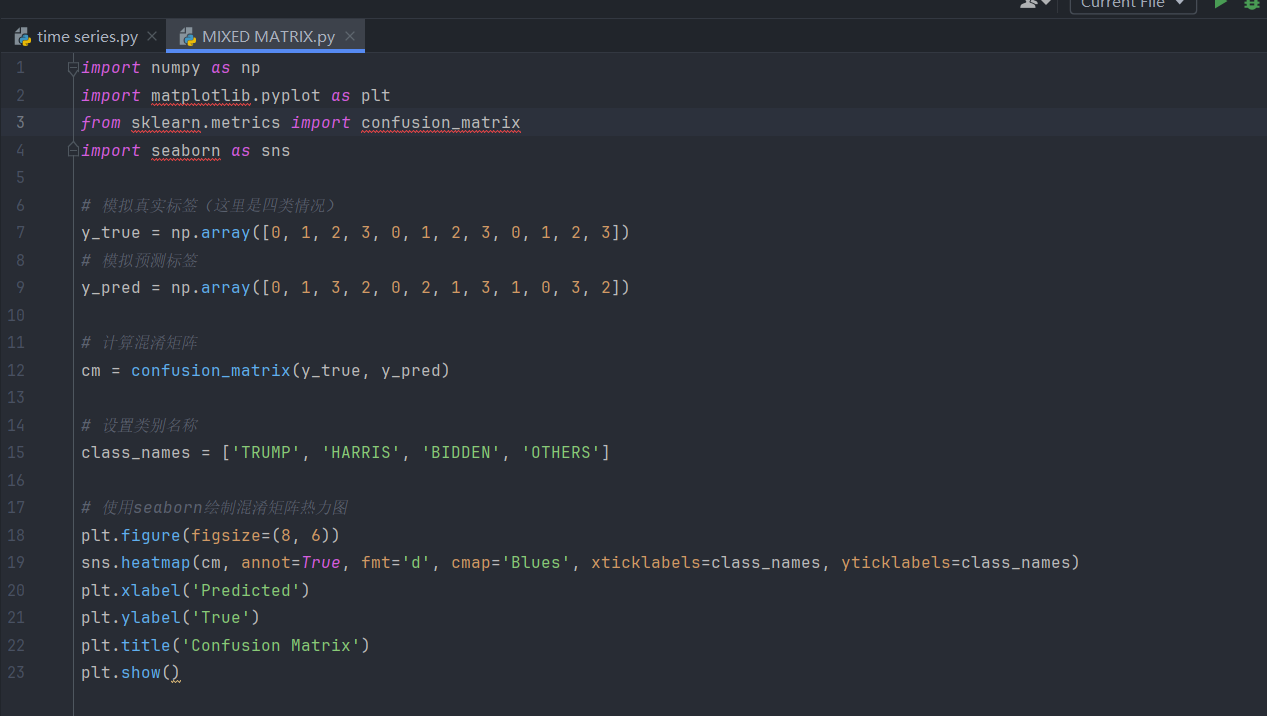 Current File
time series.py
MIXED MATRIX.py
1 import numpy as np
2 import matplotlib.pyplot as plt
3 from sklearn.metrics import confusion_matrix
4 import seaborn as sns
5
6 # 模拟真实标签（这里是四类情况）
7 y_true = np.array([0, 1, 2, 3, 0, 1, 2, 3, 0, 1, 2, 3])
8 # 模拟预测标签
9 y_pred = np.array([0, 1, 3, 2, 0, 2, 1, 3, 1, 0, 3, 2])
10
11 # 计算混淆矩阵
12 cm = confusion_matrix(y_true, y_pred)
13
14 # 设置类别名称
15 class_names = ['TRUMP', 'HARRIS', 'BIDDEN', 'OTHERS']
16
17 # 使用seaborn绘制混淆矩阵热力图
18 plt.figure(figsize=(8, 6))
19 sns.heatmap(cm, annot=True, fmt='d', cmap='Blues', xticklabels=class_names, yticklabels=class_names)
20 plt.xlabel('Predicted')
21 plt.ylabel('True')
22 plt.title('Confusion Matrix')
23 plt.show()